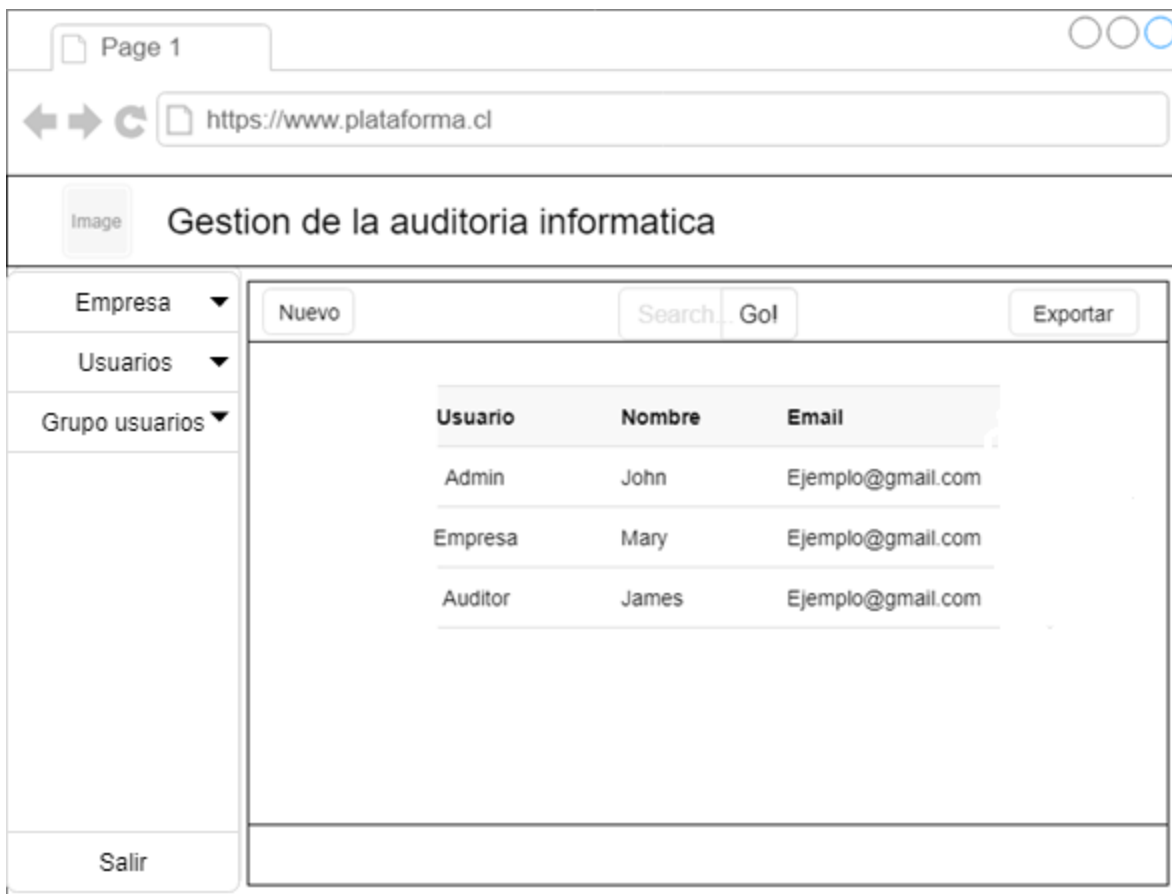 Page 1
https://www.plataforma.cl
Image
Gestion de la auditoria informatica
Empresa
Usuarios
Grupo usuarios
Salir
Nuevo
Search... Go!
Exportar
Usuario Nombre Email
Admin John Ejemplo@gmail.com
Empresa Mary Ejemplo@gmail.com
Auditor James Ejemplo@gmail.com